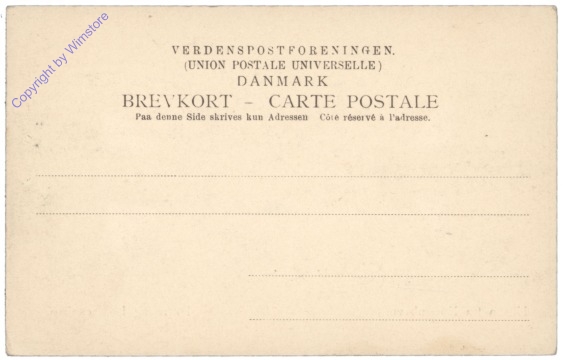 Copyright by Wimstore
VERDENSPOSTFORENINGEN.
(UNION POSTALE UNIVERSELLE)
DANMARK
BREVKORT – CARTE POSTALE
Paa denne Side skrives kun Adressen Côté réservé à l'adresse.